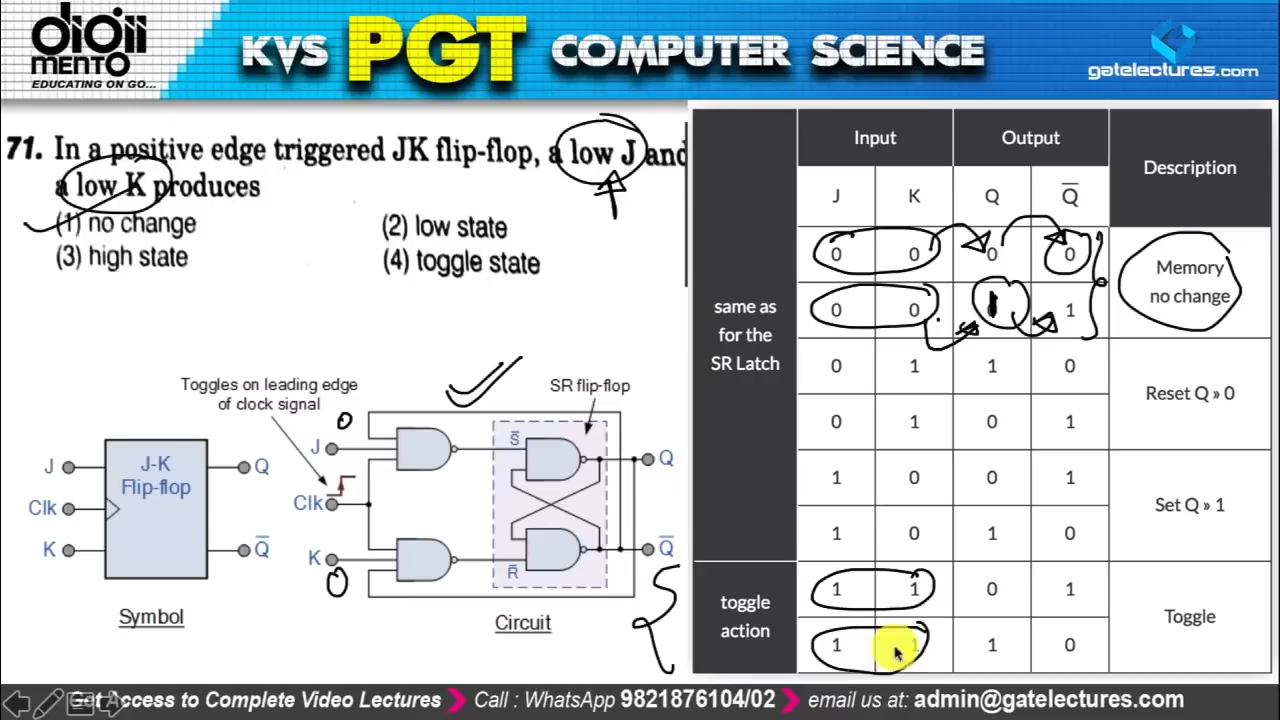 digii
MENTO
EDUCATING ON GO...
KVS PGT COMPUTER SCIENCE
gatelectures.com
71. In a positive edge triggered JK flip-flop, a low J and
a low K produces
(1) no change
(2) low state
(3) high state
(4) toggle state
Toggles on leading edge
of clock signal
SR flip-flop
J
Clk
K
J-K
Flip-flop
Q
Q̅
Symbol
0
J
Clk
K
0
S̅
R̅
Q
Q̅
Circuit
Input
Output
Description
J K Q Q̅
same as
for the
SR Latch
0 0 0 0
0 0 1 1
Memory
no change
0 1 1 0
0 1 0 1
Reset Q » 0
1 0 0 1
1 0 1 0
Set Q » 1
toggle
action
1 1 0 1
1 1 1 0
Toggle
Get Access to Complete Video Lectures
Call : WhatsApp 9821876104/02
email us at: admin@gatelectures.com